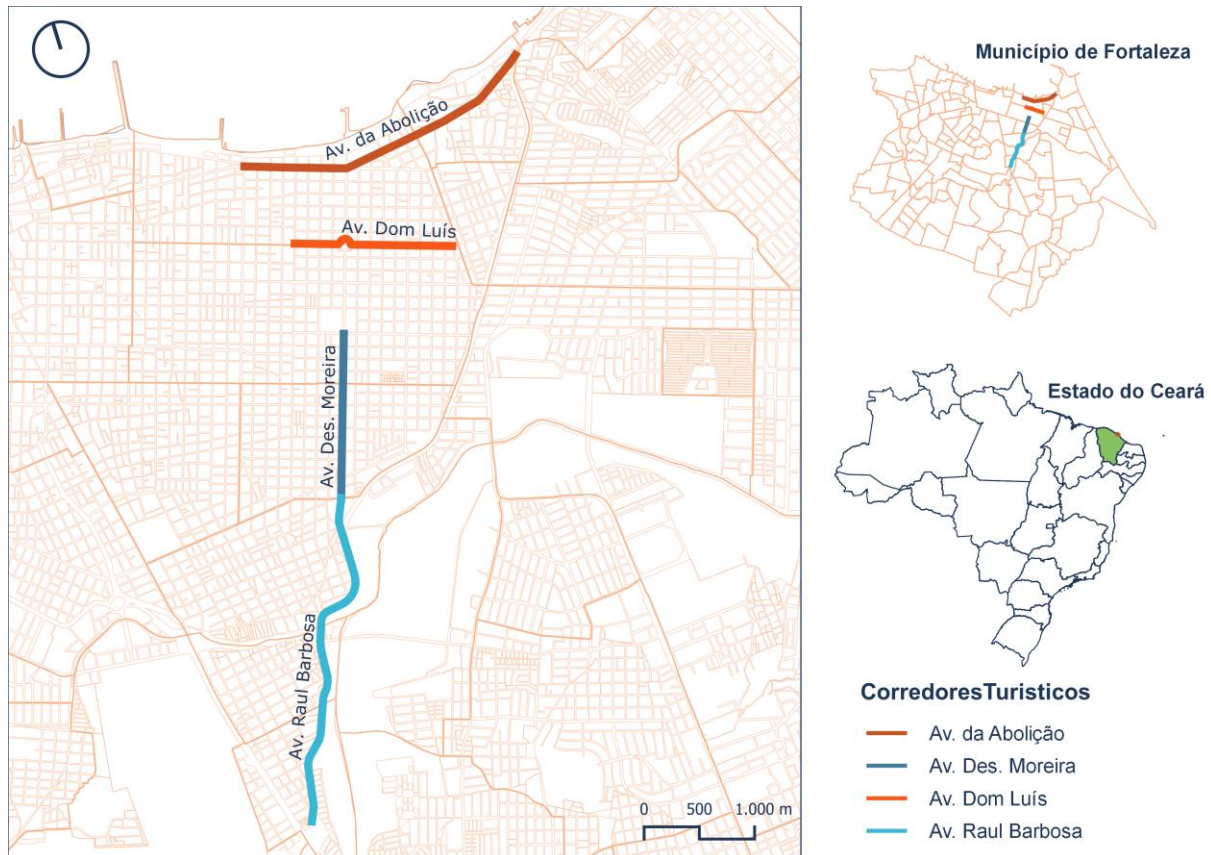 Av. da Abolição
Av. Dom Luís
Av. Des. Moreira
Av. Raul Barbosa
0 500 1.000 m
Município de Fortaleza
Estado do Ceará
CorredoresTuristicos
Av. da Abolição
Av. Des. Moreira
Av. Dom Luís
Av. Raul Barbosa